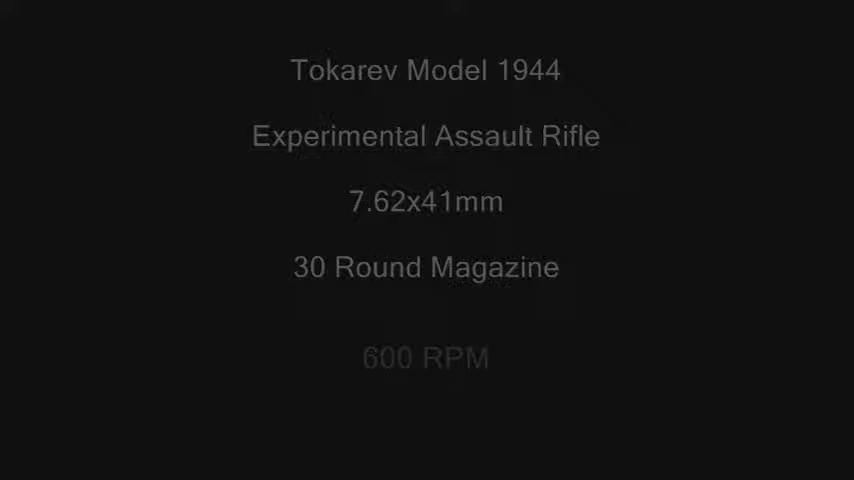 Tokarev Model 1944
Experimental Assault Rifle
7.62x41mm
30 Round Magazine
600 RPM